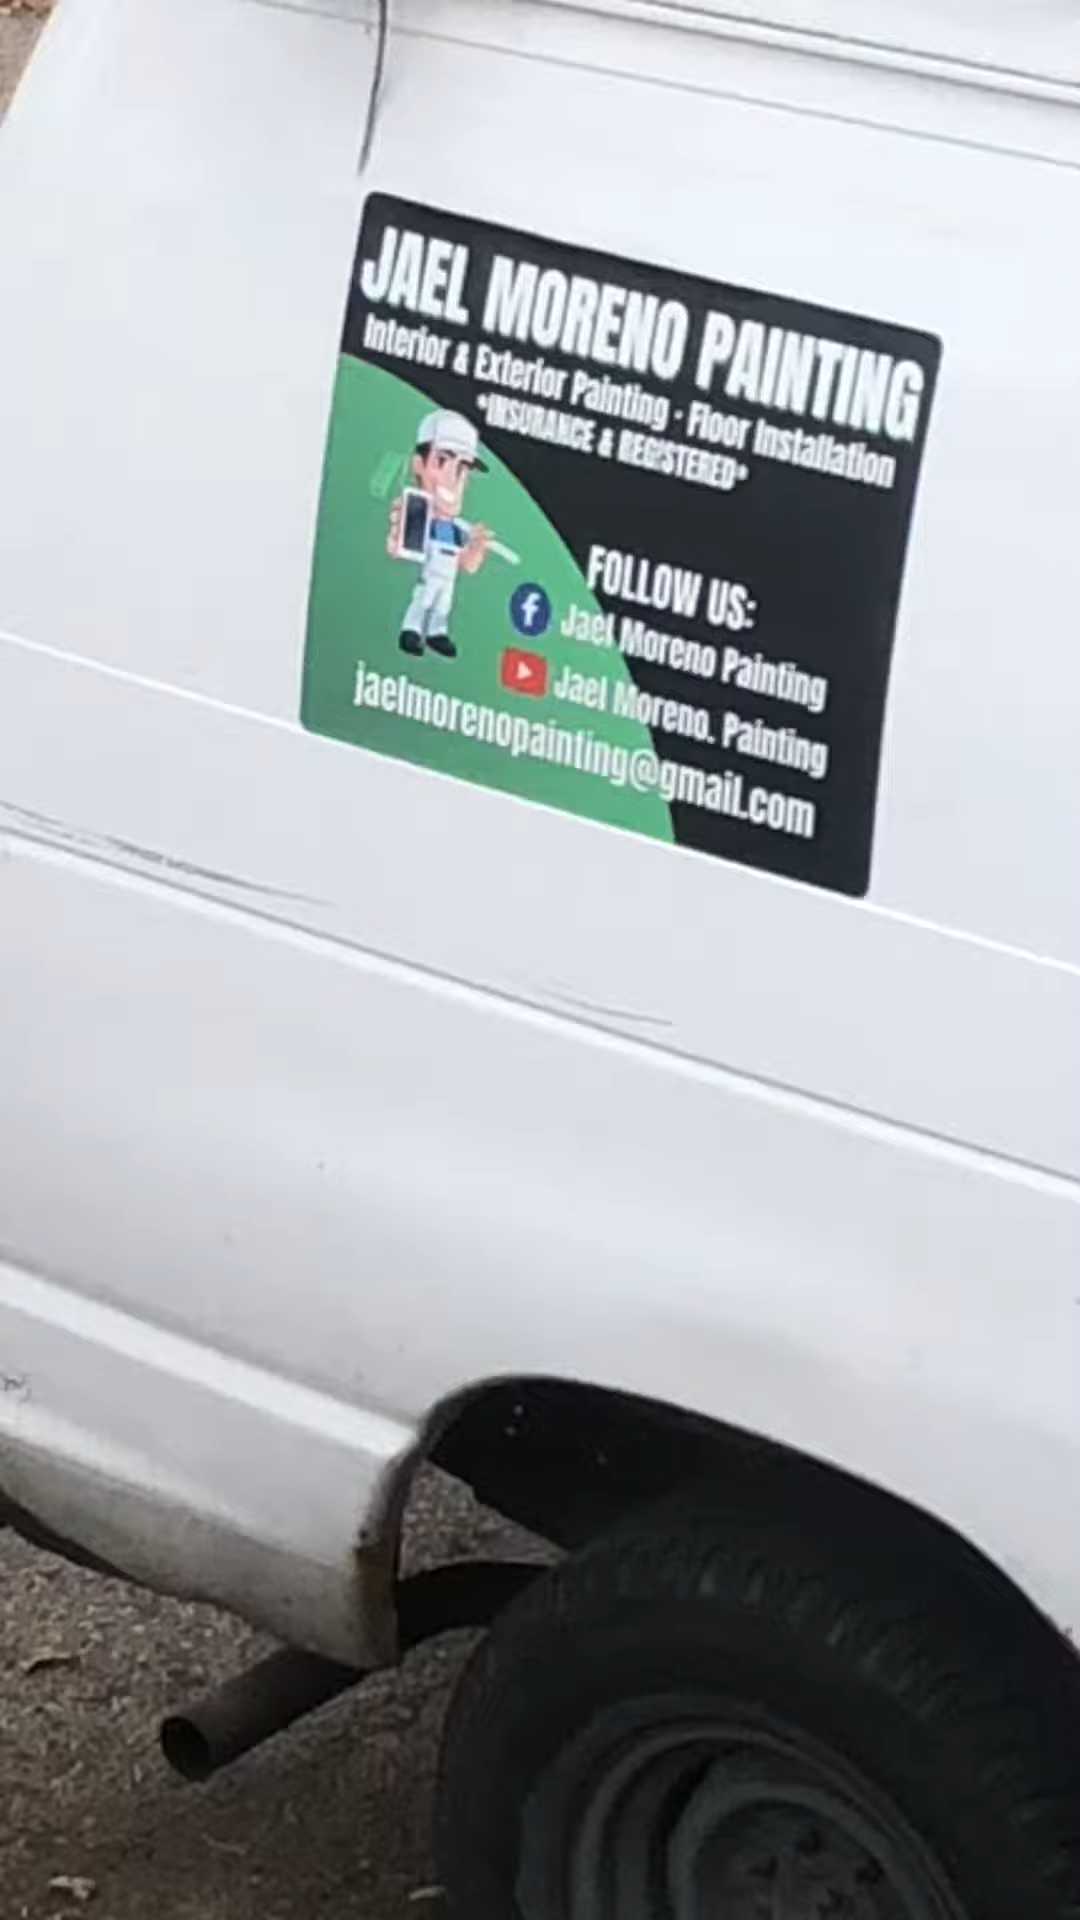 JAEL MORENO PAINTING
Interior & Exterior Painting · Floor Installation
*INSURANCE & REGISTERED*
FOLLOW US:
Jael Moreno Painting
Jael Moreno. Painting
jaelmorenopainting@gmail.com